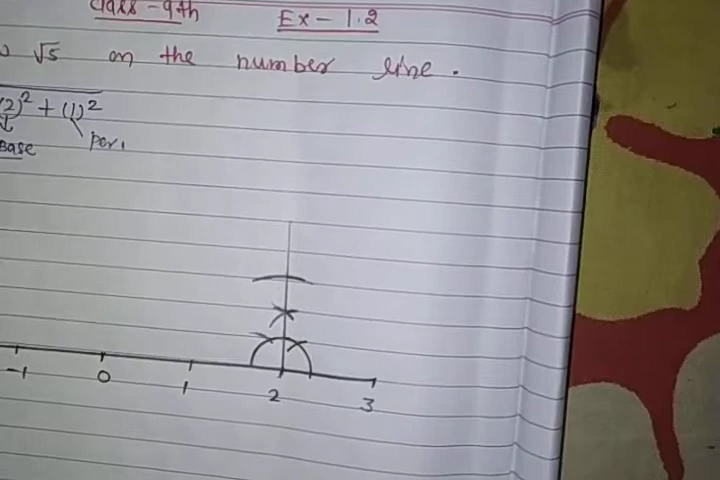 Class - 9th Ex - 1.2
√5 on the number line.
(2)² + (1)²
Base Per.
-1 0 1 2 3